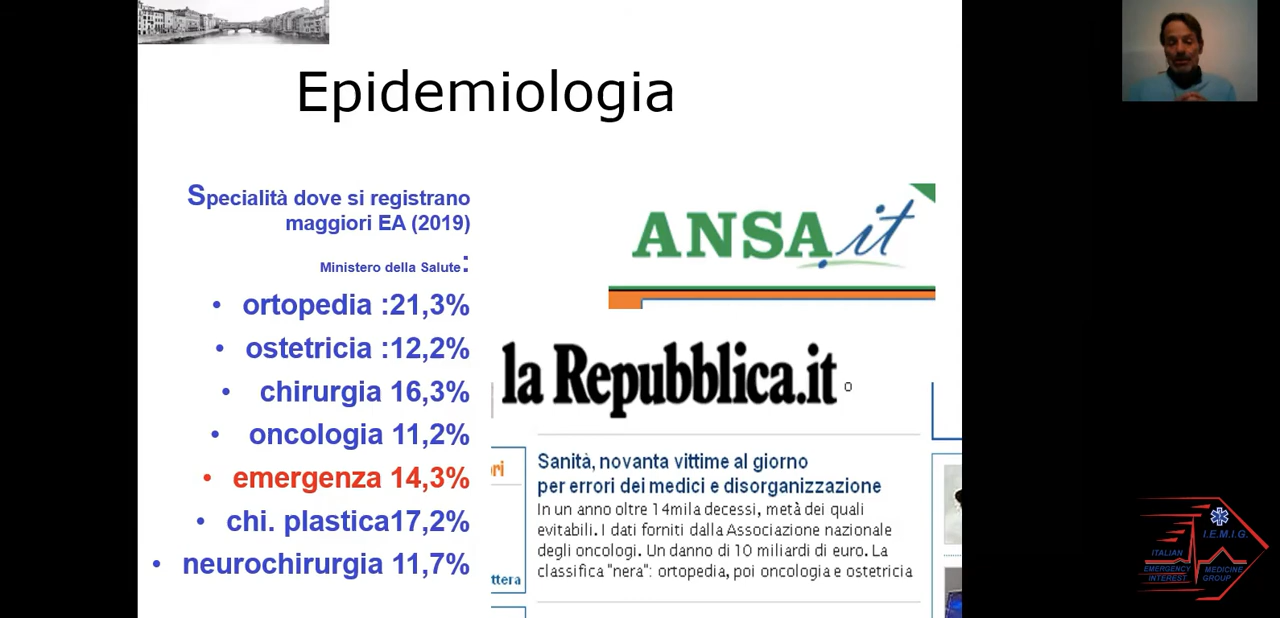 Epidemiologia
Specialità dove si registrano
maggiori EA (2019)
Ministero della Salute:
• ortopedia :21,3%
• ostetricia :12,2%
• chirurgia 16,3%
• oncologia 11,2%
• emergenza 14,3%
• chi. plastica17,2%
• neurochirurgia 11,7%
ANSA.it
la Repubblica.it
Sanità, novanta vittime al giorno
per errori dei medici e disorganizzazione
In un anno oltre 14mila decessi, metà dei quali
evitabili. I dati forniti dalla Associazione nazionale
degli oncologi. Un danno di 10 miliardi di euro. La
classifica "nera": ortopedia, poi oncologia e ostetricia
ori
ttera
I.E.M.I.G.
ITALIAN
EMERGENCY MEDICINE
INTEREST GROUP